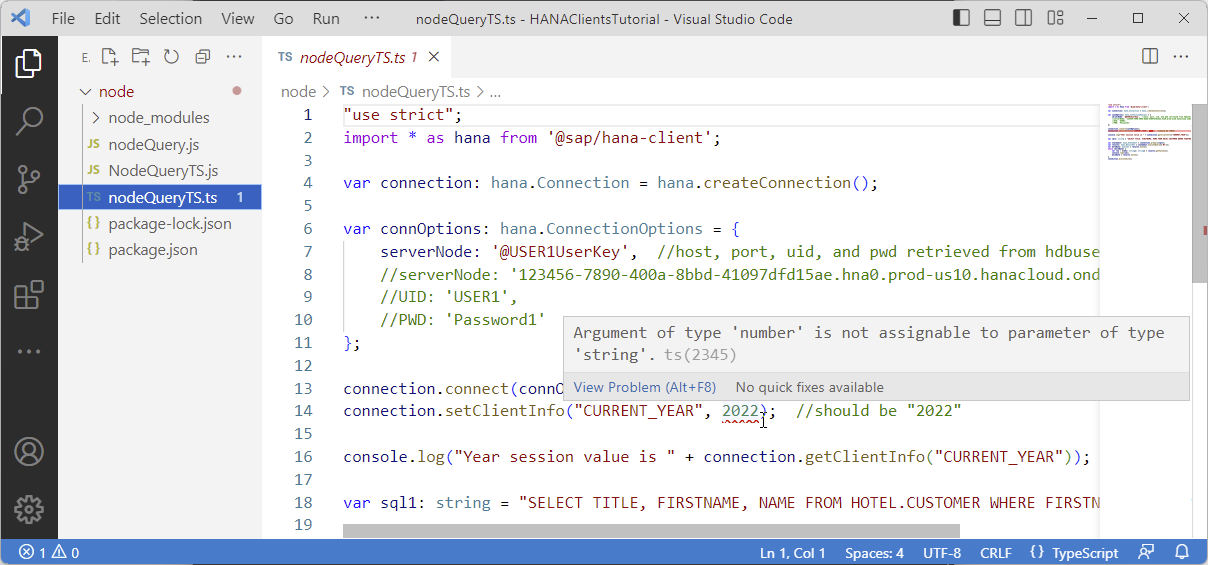 File Edit Selection View Go Run ··· nodeQueryTS.ts - HANAClientsTutorial - Visual Studio Code
E.
TS nodeQueryTS.ts 1
node
node_modules
JS nodeQuery.js
JS NodeQueryTS.js
TS nodeQueryTS.ts 1
{} package-lock.json
{} package.json
node > TS nodeQueryTS.ts > ...
1 "use strict";
2 import * as hana from '@sap/hana-client';
3
4 var connection: hana.Connection = hana.createConnection();
5
6 var connOptions: hana.ConnectionOptions = {
7 serverNode: '@USER1UserKey', //host, port, uid, and pwd retrieved from hdbuse
8 //serverNode: '123456-7890-400a-8bbd-41097dfd15ae.hna0.prod-us10.hanacloud.ond
9 //UID: 'USER1',
10 //PWD: 'Password1'
11 };
12
Argument of type 'number' is not assignable to parameter of type
'string'. ts(2345)
View Problem (Alt+F8) No quick fixes available
13 connection.connect(connO
14 connection.setClientInfo("CURRENT_YEAR", 2022); //should be "2022"
15
16 console.log("Year session value is " + connection.getClientInfo("CURRENT_YEAR"));
17
18 var sql1: string = "SELECT TITLE, FIRSTNAME, NAME FROM HOTEL.CUSTOMER WHERE FIRSTN
19
1 0 Ln 1, Col 1 Spaces: 4 UTF-8 CRLF {} TypeScript